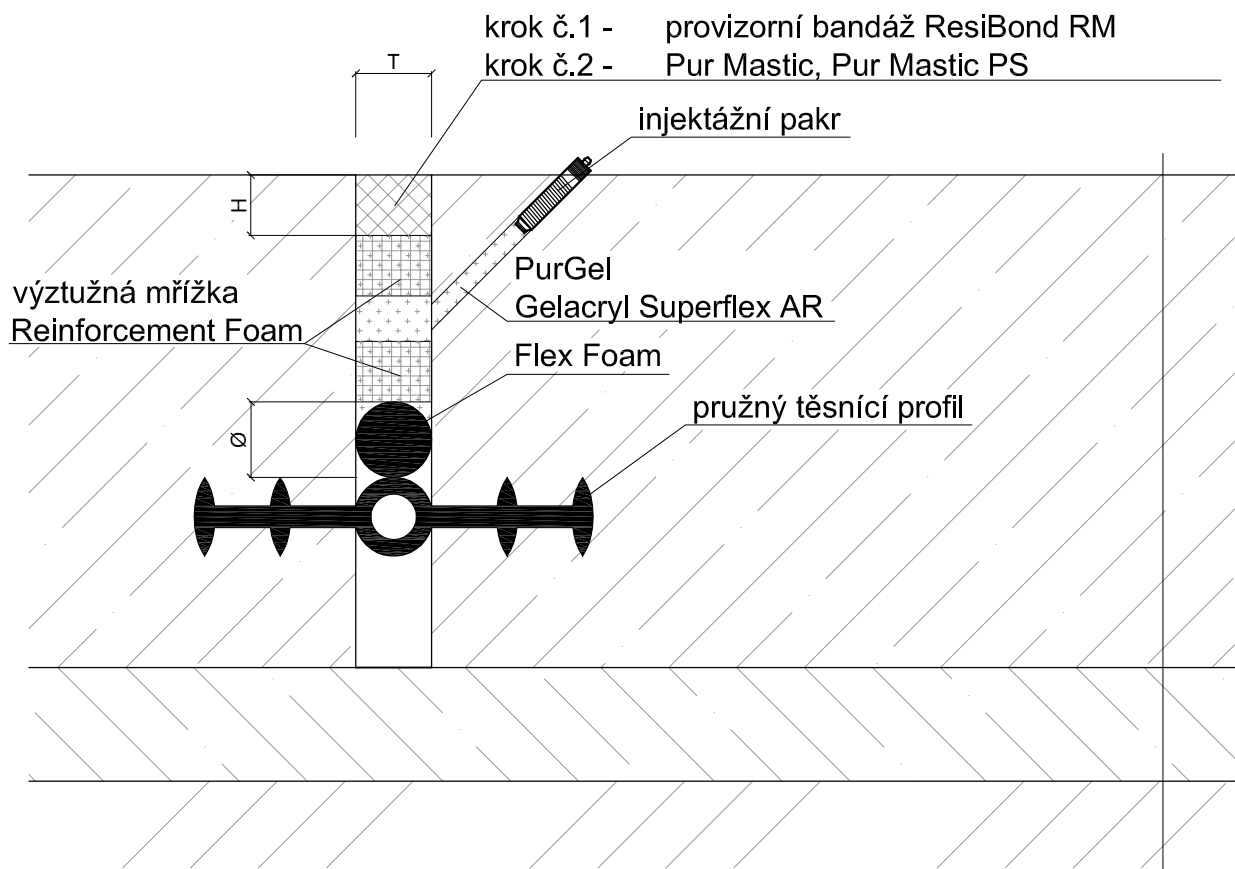 krok č.1 - provizorní bandáž ResiBond RM
krok č.2 - Pur Mastic, Pur Mastic PS
T
injektážní pakr
H
PurGel
Gelacryl Superflex AR
výztužná mřížka
Reinforcement Foam
Flex Foam
pružný těsnící profil
Ø